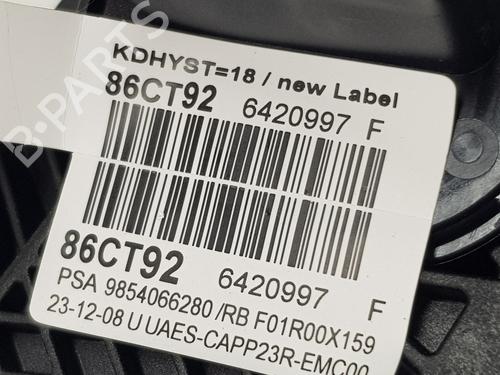 B-PARTS
KDHYST=18 / new Label
86CT92 6420997 F
86CT92 6420997 F
PSA 9854066280 /RB F01R00X159
23-12-08 U UAES-CAPP23R-EMC00